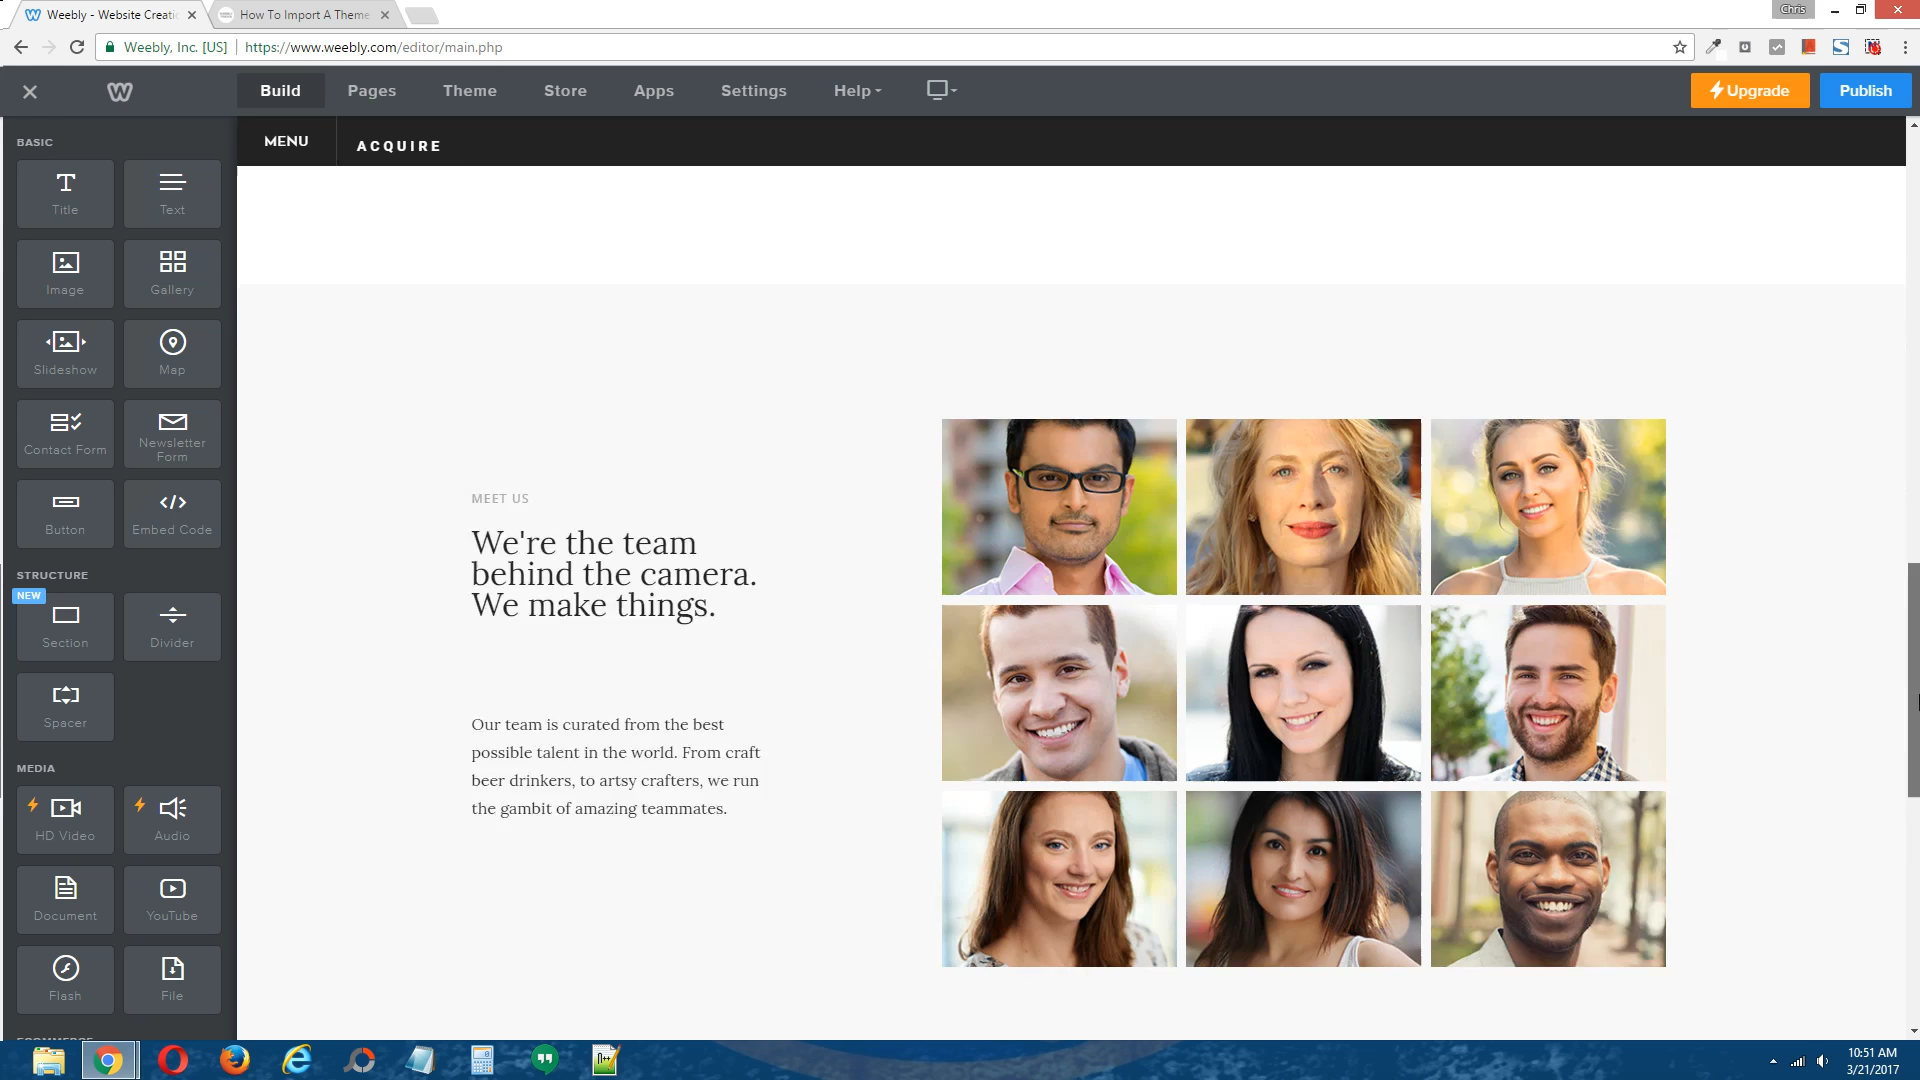 Weebly - Website Creatio
How To Import A Theme
Chris
Weebly, Inc. [US]
https://www.weebly.com/editor/main.php
Build
Pages
Theme
Store
Apps
Settings
Help
Upgrade
Publish
MENU
ACQUIRE
BASIC
Title
Text
Image
Gallery
Slideshow
Map
Contact Form
Newsletter
Form
Button
Embed Code
STRUCTURE
NEW
Section
Divider
Spacer
MEDIA
HD Video
Audio
Document
YouTube
Flash
File
MEET US
We're the team
behind the camera.
We make things.
Our team is curated from the best
possible talent in the world. From craft
beer drinkers, to artsy crafters, we run
the gambit of amazing teammates.
10:51 AM
3/21/2017